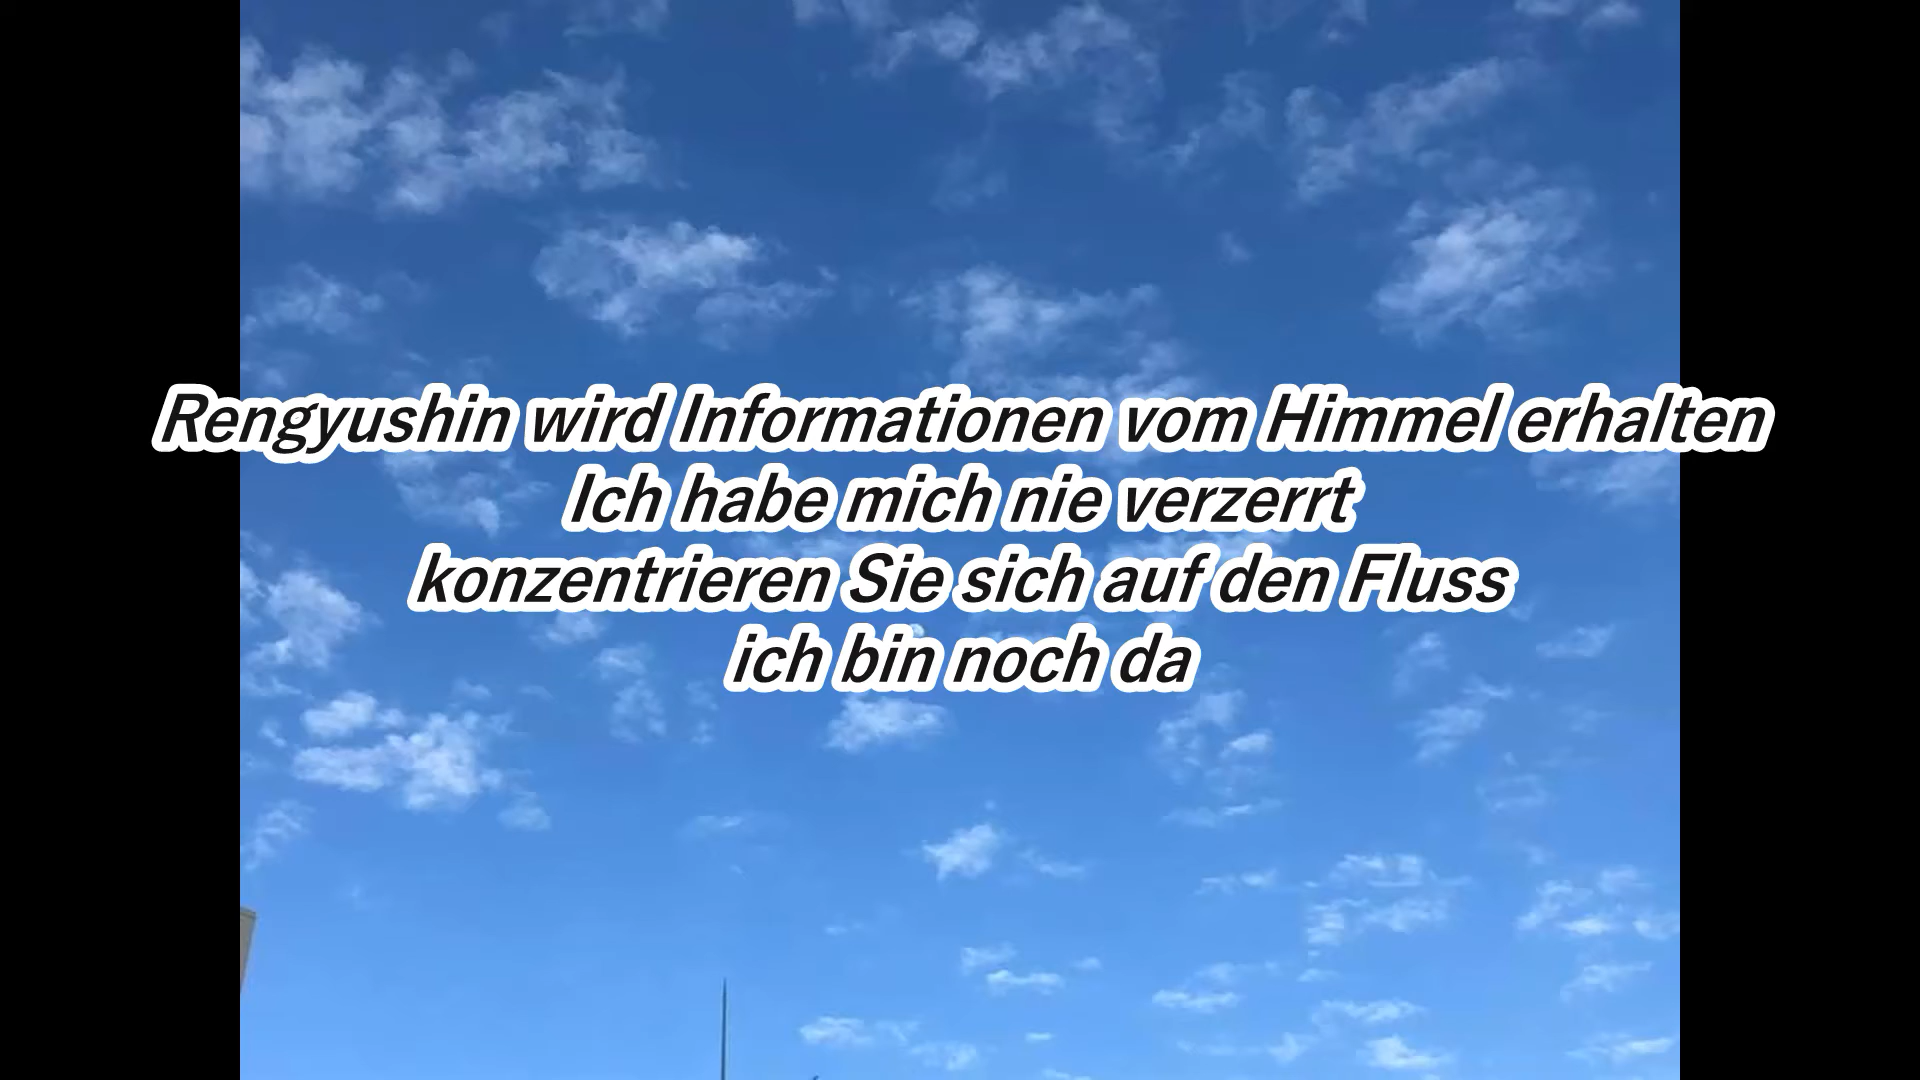 Rengyushin wird Informationen vom Himmel erhalten
Ich habe mich nie verzerrt
konzentrieren Sie sich auf den Fluss
ich bin noch da